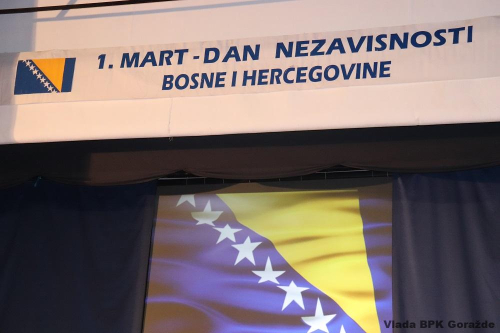 1. MART - DAN NEZAVISNOSTI
BOSNE I HERCEGOVINE
Vlada BPK Goražde